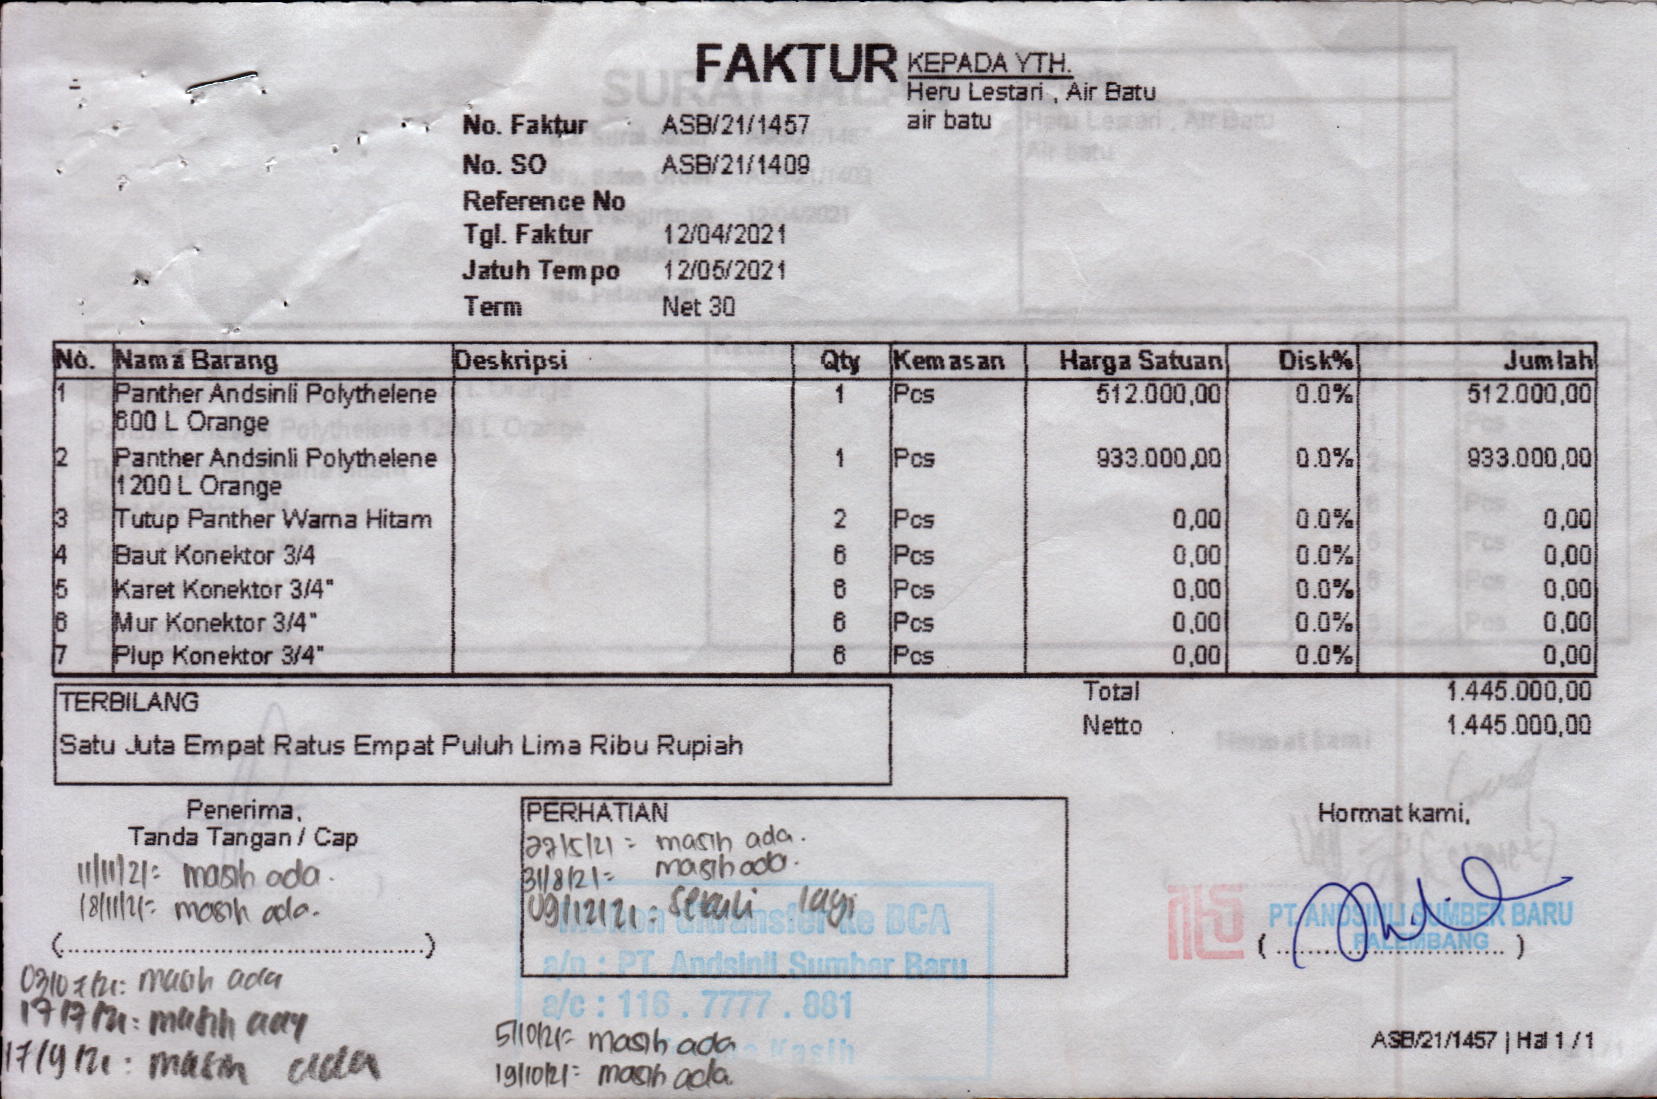 FAKTUR
KEPADA YTH.
Heru Lestari , Air Batu
air batu
No. Faktur ASB/21/1457
No. SO ASB/21/1409
Reference No
Tgl. Faktur 12/04/2021
Jatuh Tempo 12/05/2021
Term Net 30
No. Nama Barang Deskripsi Qty Kemasan Harga Satuan Disk% Jumlah
1 Panther Andsinli Polythelene 1 Pcs 512.000,00 0.0% 512.000,00
600 L Orange
2 Panther Andsinli Polythelene 1 Pcs 933.000,00 0.0% 933.000,00
1200 L Orange
3 Tutup Panther Warna Hitam 2 Pcs 0,00 0.0% 0,00
4 Baut Konektor 3/4 6 Pcs 0,00 0.0% 0,00
5 Karet Konektor 3/4" 6 Pcs 0,00 0.0% 0,00
6 Mur Konektor 3/4" 6 Pcs 0,00 0.0% 0,00
7 Plup Konektor 3/4" 6 Pcs 0,00 0.0% 0,00
Total 1.445.000,00
Netto 1.445.000,00
TERBILANG
Satu Juta Empat Ratus Empat Puluh Lima Ribu Rupiah
Penerima,
Tanda Tangan / Cap
11/11/21:- masih ada.
18/11/21:- masih ada.
(..........................................)
03/07/21: masih ada
17/7/21: masih ada
17/9/21: masih ada
PERHATIAN
27/5/21 = masih ada.
31/8/21:- masih ada.
09/12/21: sekali lagi
Mohon ditransfer ke BCA
a/n : PT. Andsinli Sumber Baru
a/c : 116 . 7777 . 881
Kasih
5/10/21:- masih ada
19/10/21:- masih ada.
Hormat kami,
PT. ANDSINLI SUMBER BARU
PALEMBANG
( .............................. )
ASB/21/1457 | Hal 1 / 1